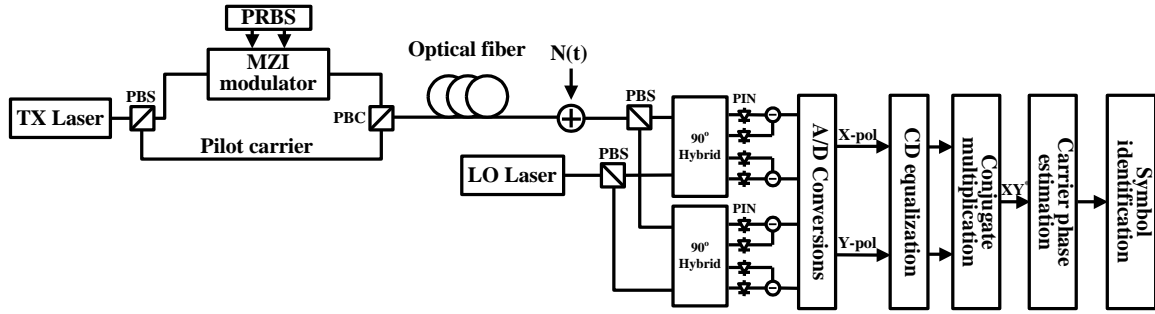 PRBS
MZI
modulator
Optical fiber
N(t)
PBS
TX Laser
PBC
Pilot carrier
PBS
LO Laser
PBS
90°
Hybrid
PIN
90°
Hybrid
PIN
A/D Conversions
X-pol
Y-pol
CD equalization
Conjugate
multiplication
XY*
Carrier phase
estimation
Symbol
identification